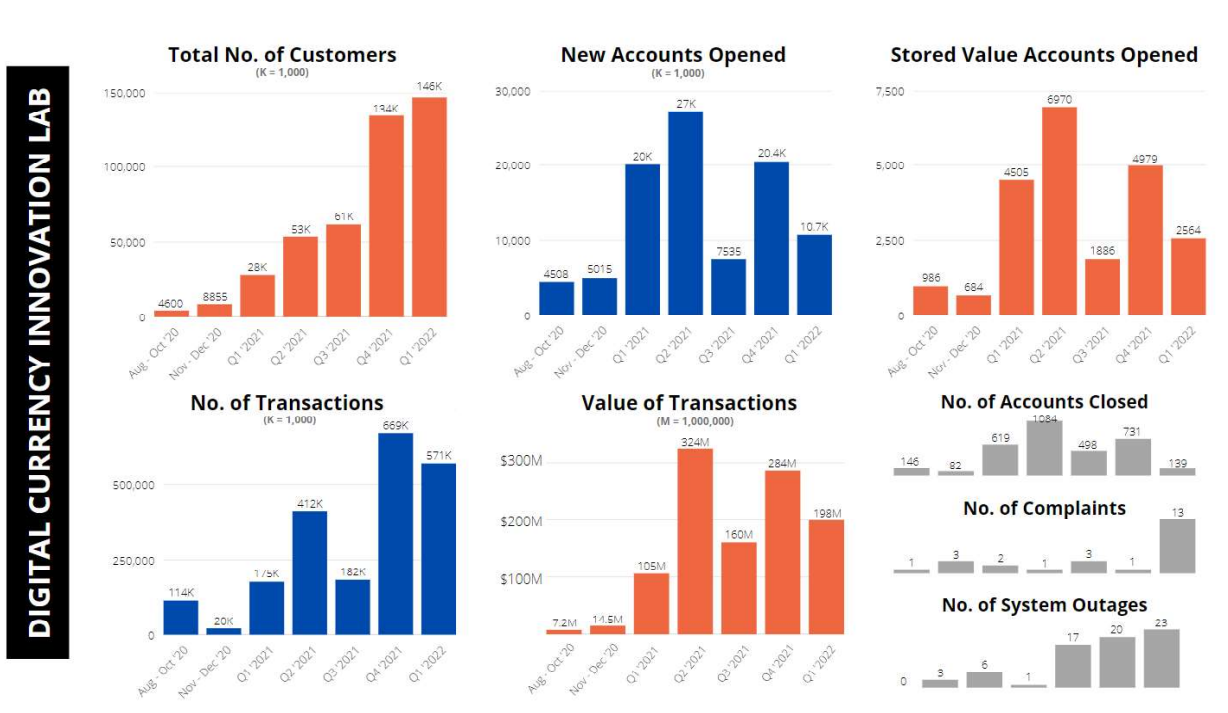 DIGITAL CURRENCY INNOVATION LAB
Total No. of Customers
(K = 1,000)
150,000
100,000
50,000
0
4600
8855
28K
53K
61K
134K
146K
Aug - Oct '20
Nov - Dec '20
Q1 '2021
Q2 '2021
Q3 '2021
Q4 '2021
Q1 '2022
New Accounts Opened
(K = 1,000)
30,000
20,000
10,000
0
4508
5015
20K
27K
7535
20.4K
10.7K
Aug - Oct '20
Nov - Dec '20
Q1 '2021
Q2 '2021
Q3 '2021
Q4 '2021
Q1 '2022
Stored Value Accounts Opened
7,500
5,000
2,500
0
986
684
4505
6970
1886
4979
2564
Aug - Oct '20
Nov - Dec '20
Q1 '2021
Q2 '2021
Q3 '2021
Q4 '2021
Q1 '2022
No. of Transactions
(K = 1,000)
500,000
250,000
0
114K
20K
175K
412K
182K
669K
571K
Aug - Oct '20
Nov - Dec '20
Q1 '2021
Q2 '2021
Q3 '2021
Q4 '2021
Q1 '2022
Value of Transactions
(M = 1,000,000)
$300M
$200M
$100M
7.2M
14.5M
105M
324M
160M
284M
198M
Aug - Oct '20
Nov - Dec '20
Q1 '2021
Q2 '2021
Q3 '2021
Q4 '2021
Q1 '2022
No. of Accounts Closed
146
82
619
1084
498
731
139
No. of Complaints
1
3
2
1
3
1
13
No. of System Outages
0
3
6
1
17
20
23